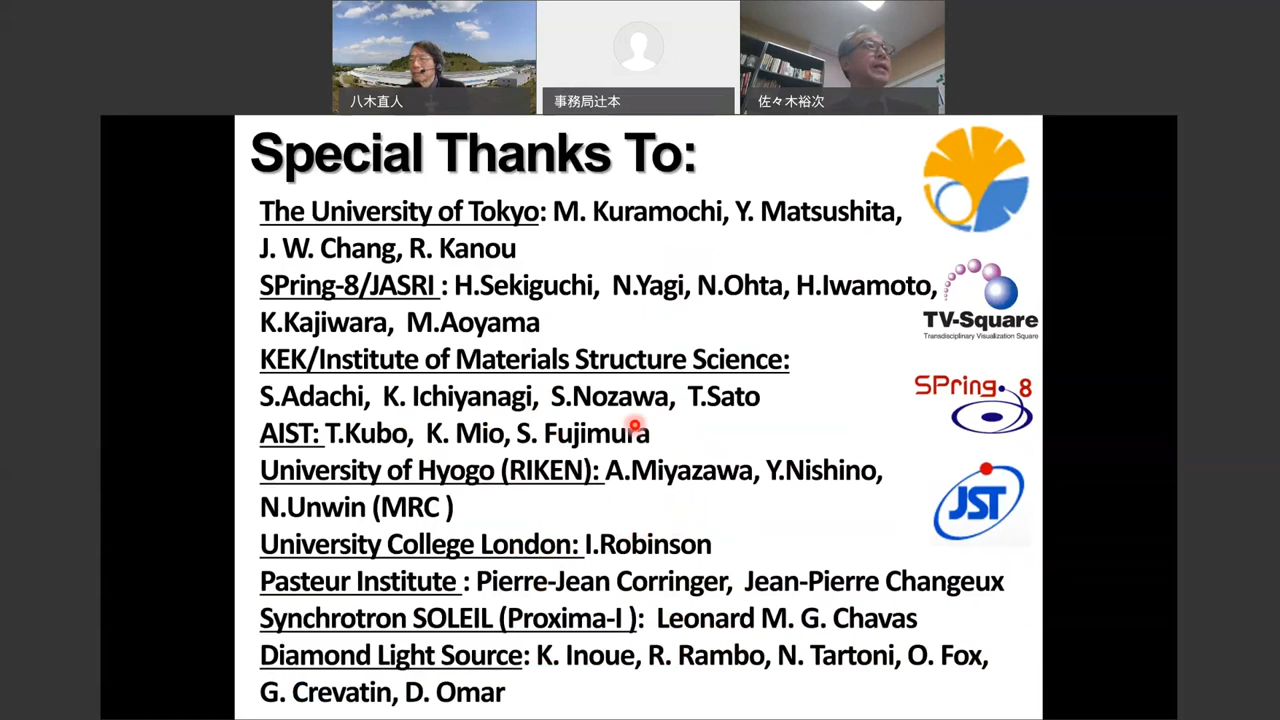 八木直人
事務局辻本
佐々木裕次
Special Thanks To:
The University of Tokyo: M. Kuramochi, Y. Matsushita,
J. W. Chang, R. Kanou
SPring-8/JASRI : H.Sekiguchi, N.Yagi, N.Ohta, H.Iwamoto,
K.Kajiwara, M.Aoyama
TV-Square
Transdisciplinary Visualization Square
KEK/Institute of Materials Structure Science:
S.Adachi, K. Ichiyanagi, S.Nozawa, T.Sato
SPring-8
AIST: T.Kubo, K. Mio, S. Fujimura
University of Hyogo (RIKEN): A.Miyazawa, Y.Nishino,
N.Unwin (MRC )
JST
University College London: I.Robinson
Pasteur Institute : Pierre-Jean Corringer, Jean-Pierre Changeux
Synchrotron SOLEIL (Proxima-I ): Leonard M. G. Chavas
Diamond Light Source: K. Inoue, R. Rambo, N. Tartoni, O. Fox,
G. Crevatin, D. Omar